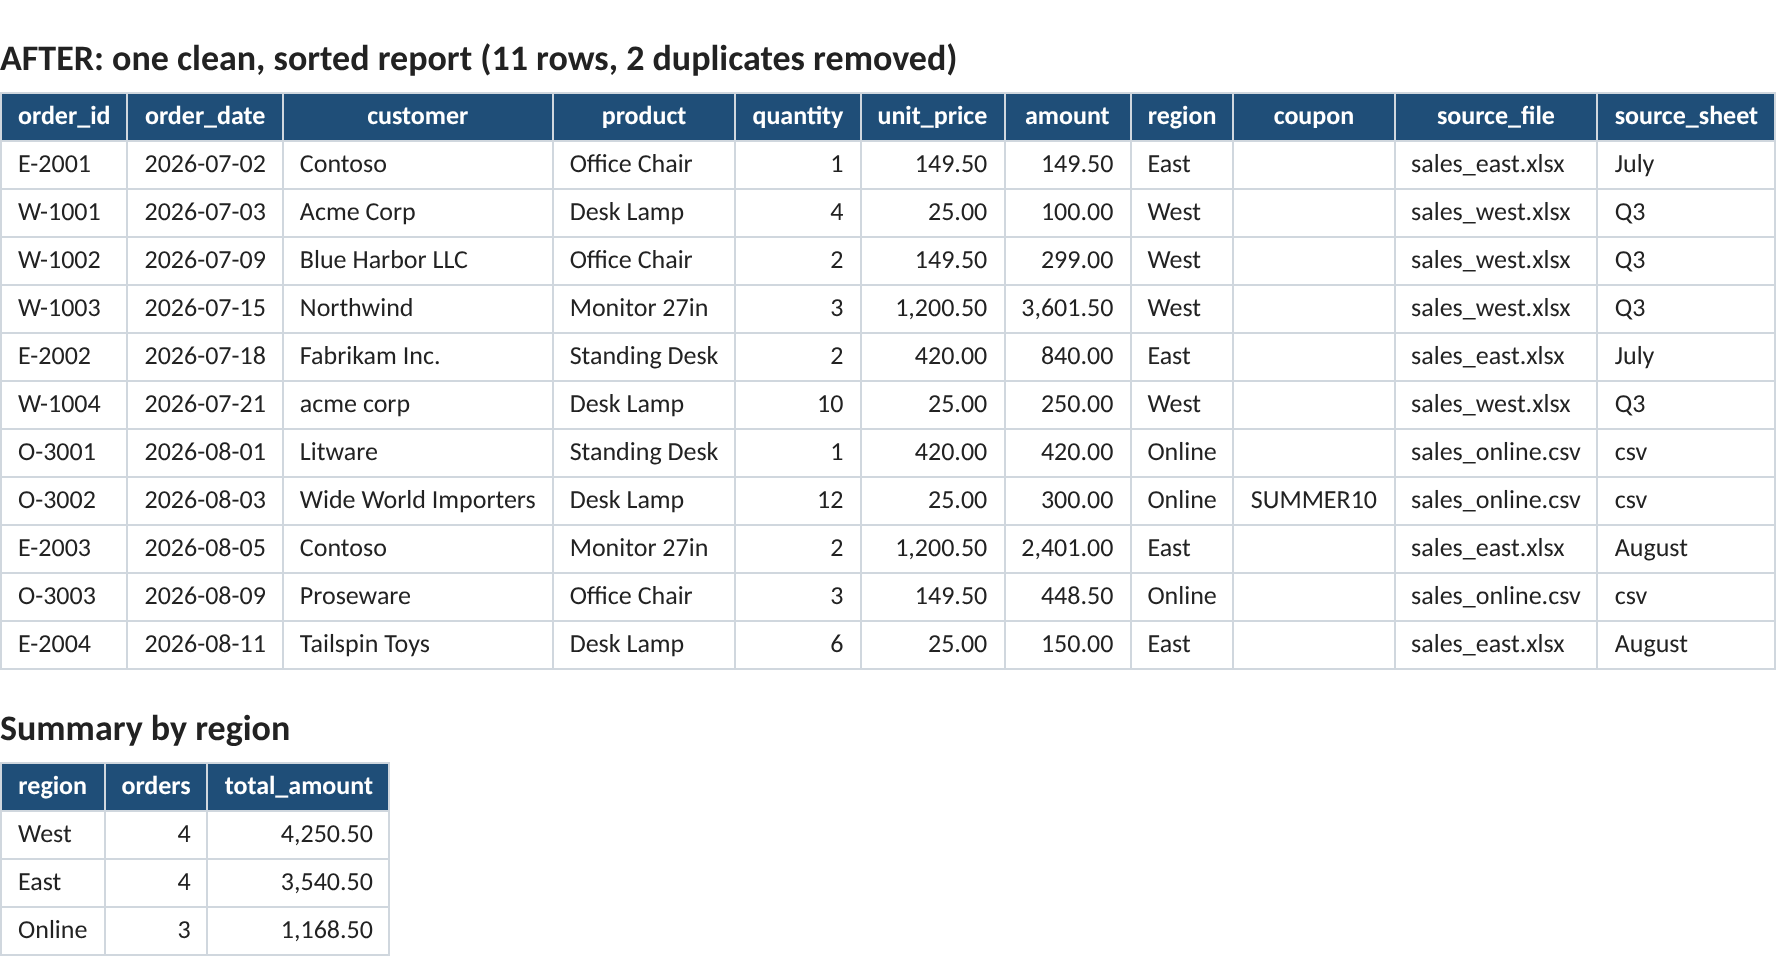 AFTER: one clean, sorted report (11 rows, 2 duplicates removed)
order_id order_date customer product quantity unit_price amount region coupon source_file source_sheet
E-2001 2026-07-02 Contoso Office Chair 1 149.50 149.50 East sales_east.xlsx July
W-1001 2026-07-03 Acme Corp Desk Lamp 4 25.00 100.00 West sales_west.xlsx Q3
W-1002 2026-07-09 Blue Harbor LLC Office Chair 2 149.50 299.00 West sales_west.xlsx Q3
W-1003 2026-07-15 Northwind Monitor 27in 3 1,200.50 3,601.50 West sales_west.xlsx Q3
E-2002 2026-07-18 Fabrikam Inc. Standing Desk 2 420.00 840.00 East sales_east.xlsx July
W-1004 2026-07-21 acme corp Desk Lamp 10 25.00 250.00 West sales_west.xlsx Q3
O-3001 2026-08-01 Litware Standing Desk 1 420.00 420.00 Online sales_online.csv csv
O-3002 2026-08-03 Wide World Importers Desk Lamp 12 25.00 300.00 Online SUMMER10 sales_online.csv csv
E-2003 2026-08-05 Contoso Monitor 27in 2 1,200.50 2,401.00 East sales_east.xlsx August
O-3003 2026-08-09 Proseware Office Chair 3 149.50 448.50 Online sales_online.csv csv
E-2004 2026-08-11 Tailspin Toys Desk Lamp 6 25.00 150.00 East sales_east.xlsx August
Summary by region
region orders total_amount
West 4 4,250.50
East 4 3,540.50
Online 3 1,168.50